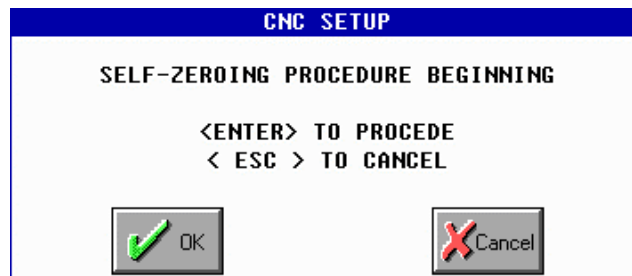 CNC SETUP
SELF-ZEROING PROCEDURE BEGINNING
<ENTER> TO PROCEDE
< ESC > TO CANCEL
OK
Cancel